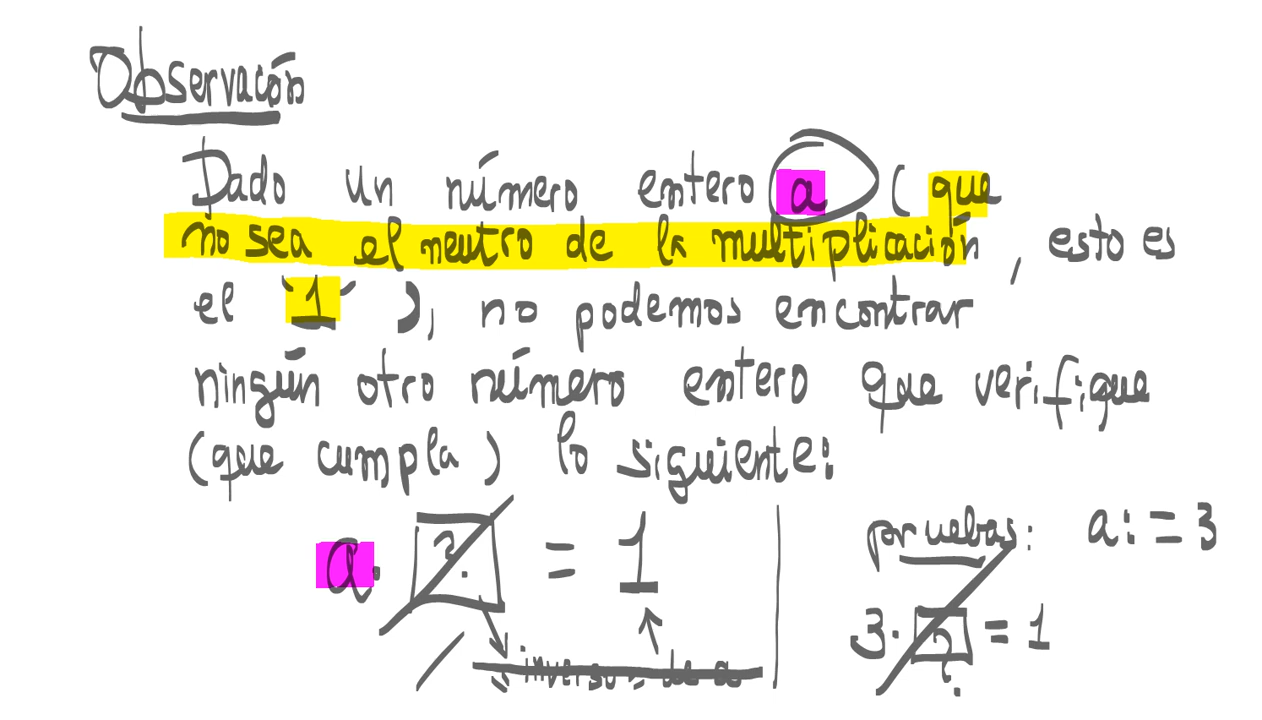 Observación
Dado un número entero a (que
no sea el neutro de la multiplicación, esto es
el "1"), no podemos encontrar
ningún otro número entero que verifique
(que cumpla) lo siguiente:
a. ? = 1
"inverso" de a
pruebas: a:=3
3. ? = 1